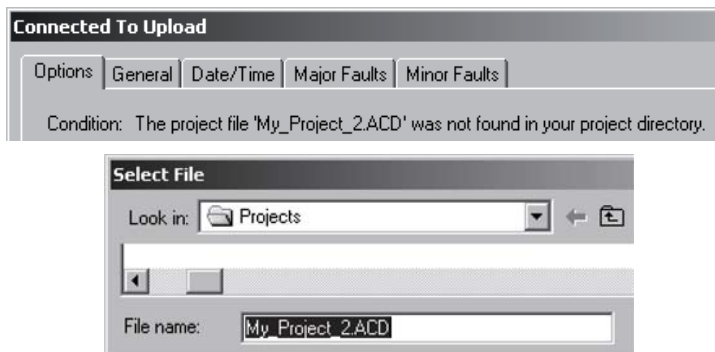 Connected To Upload
Options General Date/Time Major Faults Minor Faults
Condition: The project file 'My_Project_2.ACD' was not found in your project directory.
Select File
Look in: Projects
File name: My_Project_2.ACD